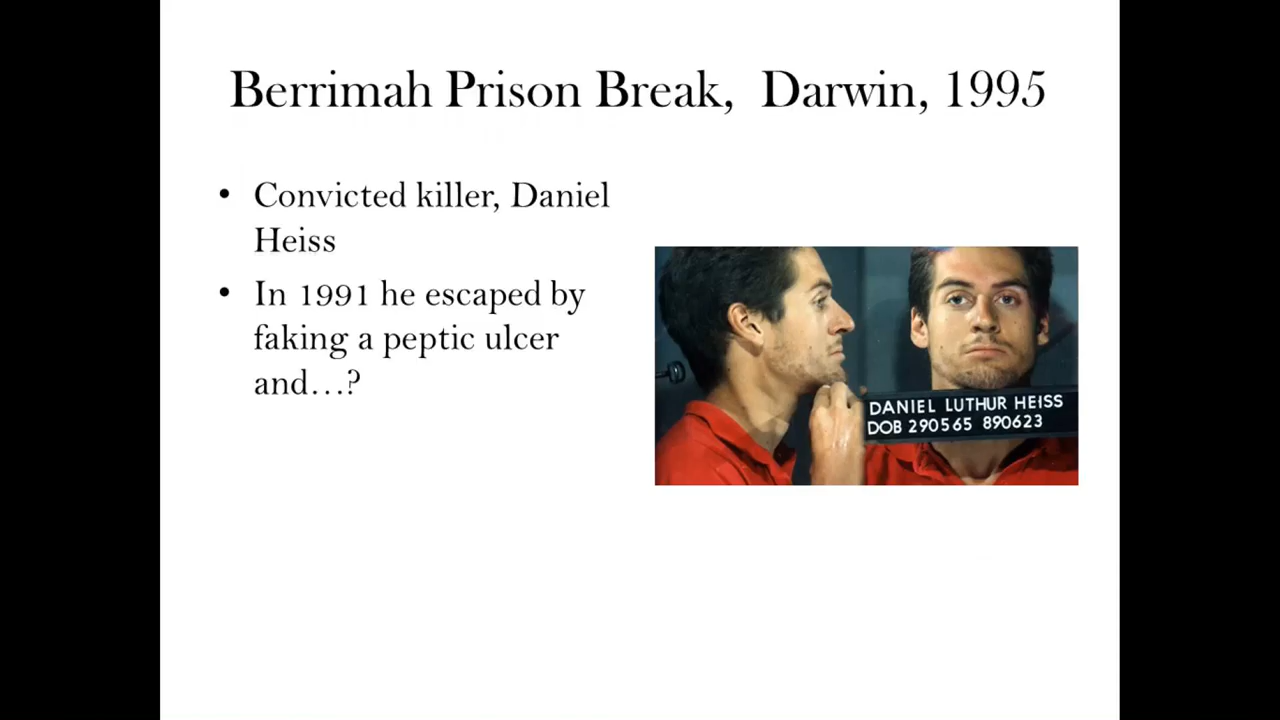 Berrimah Prison Break,  Darwin, 1995
• Convicted killer, Daniel
Heiss
• In 1991 he escaped by
faking a peptic ulcer
and…?
DANIEL LUTHUR HEISS
DOB 290565 890623